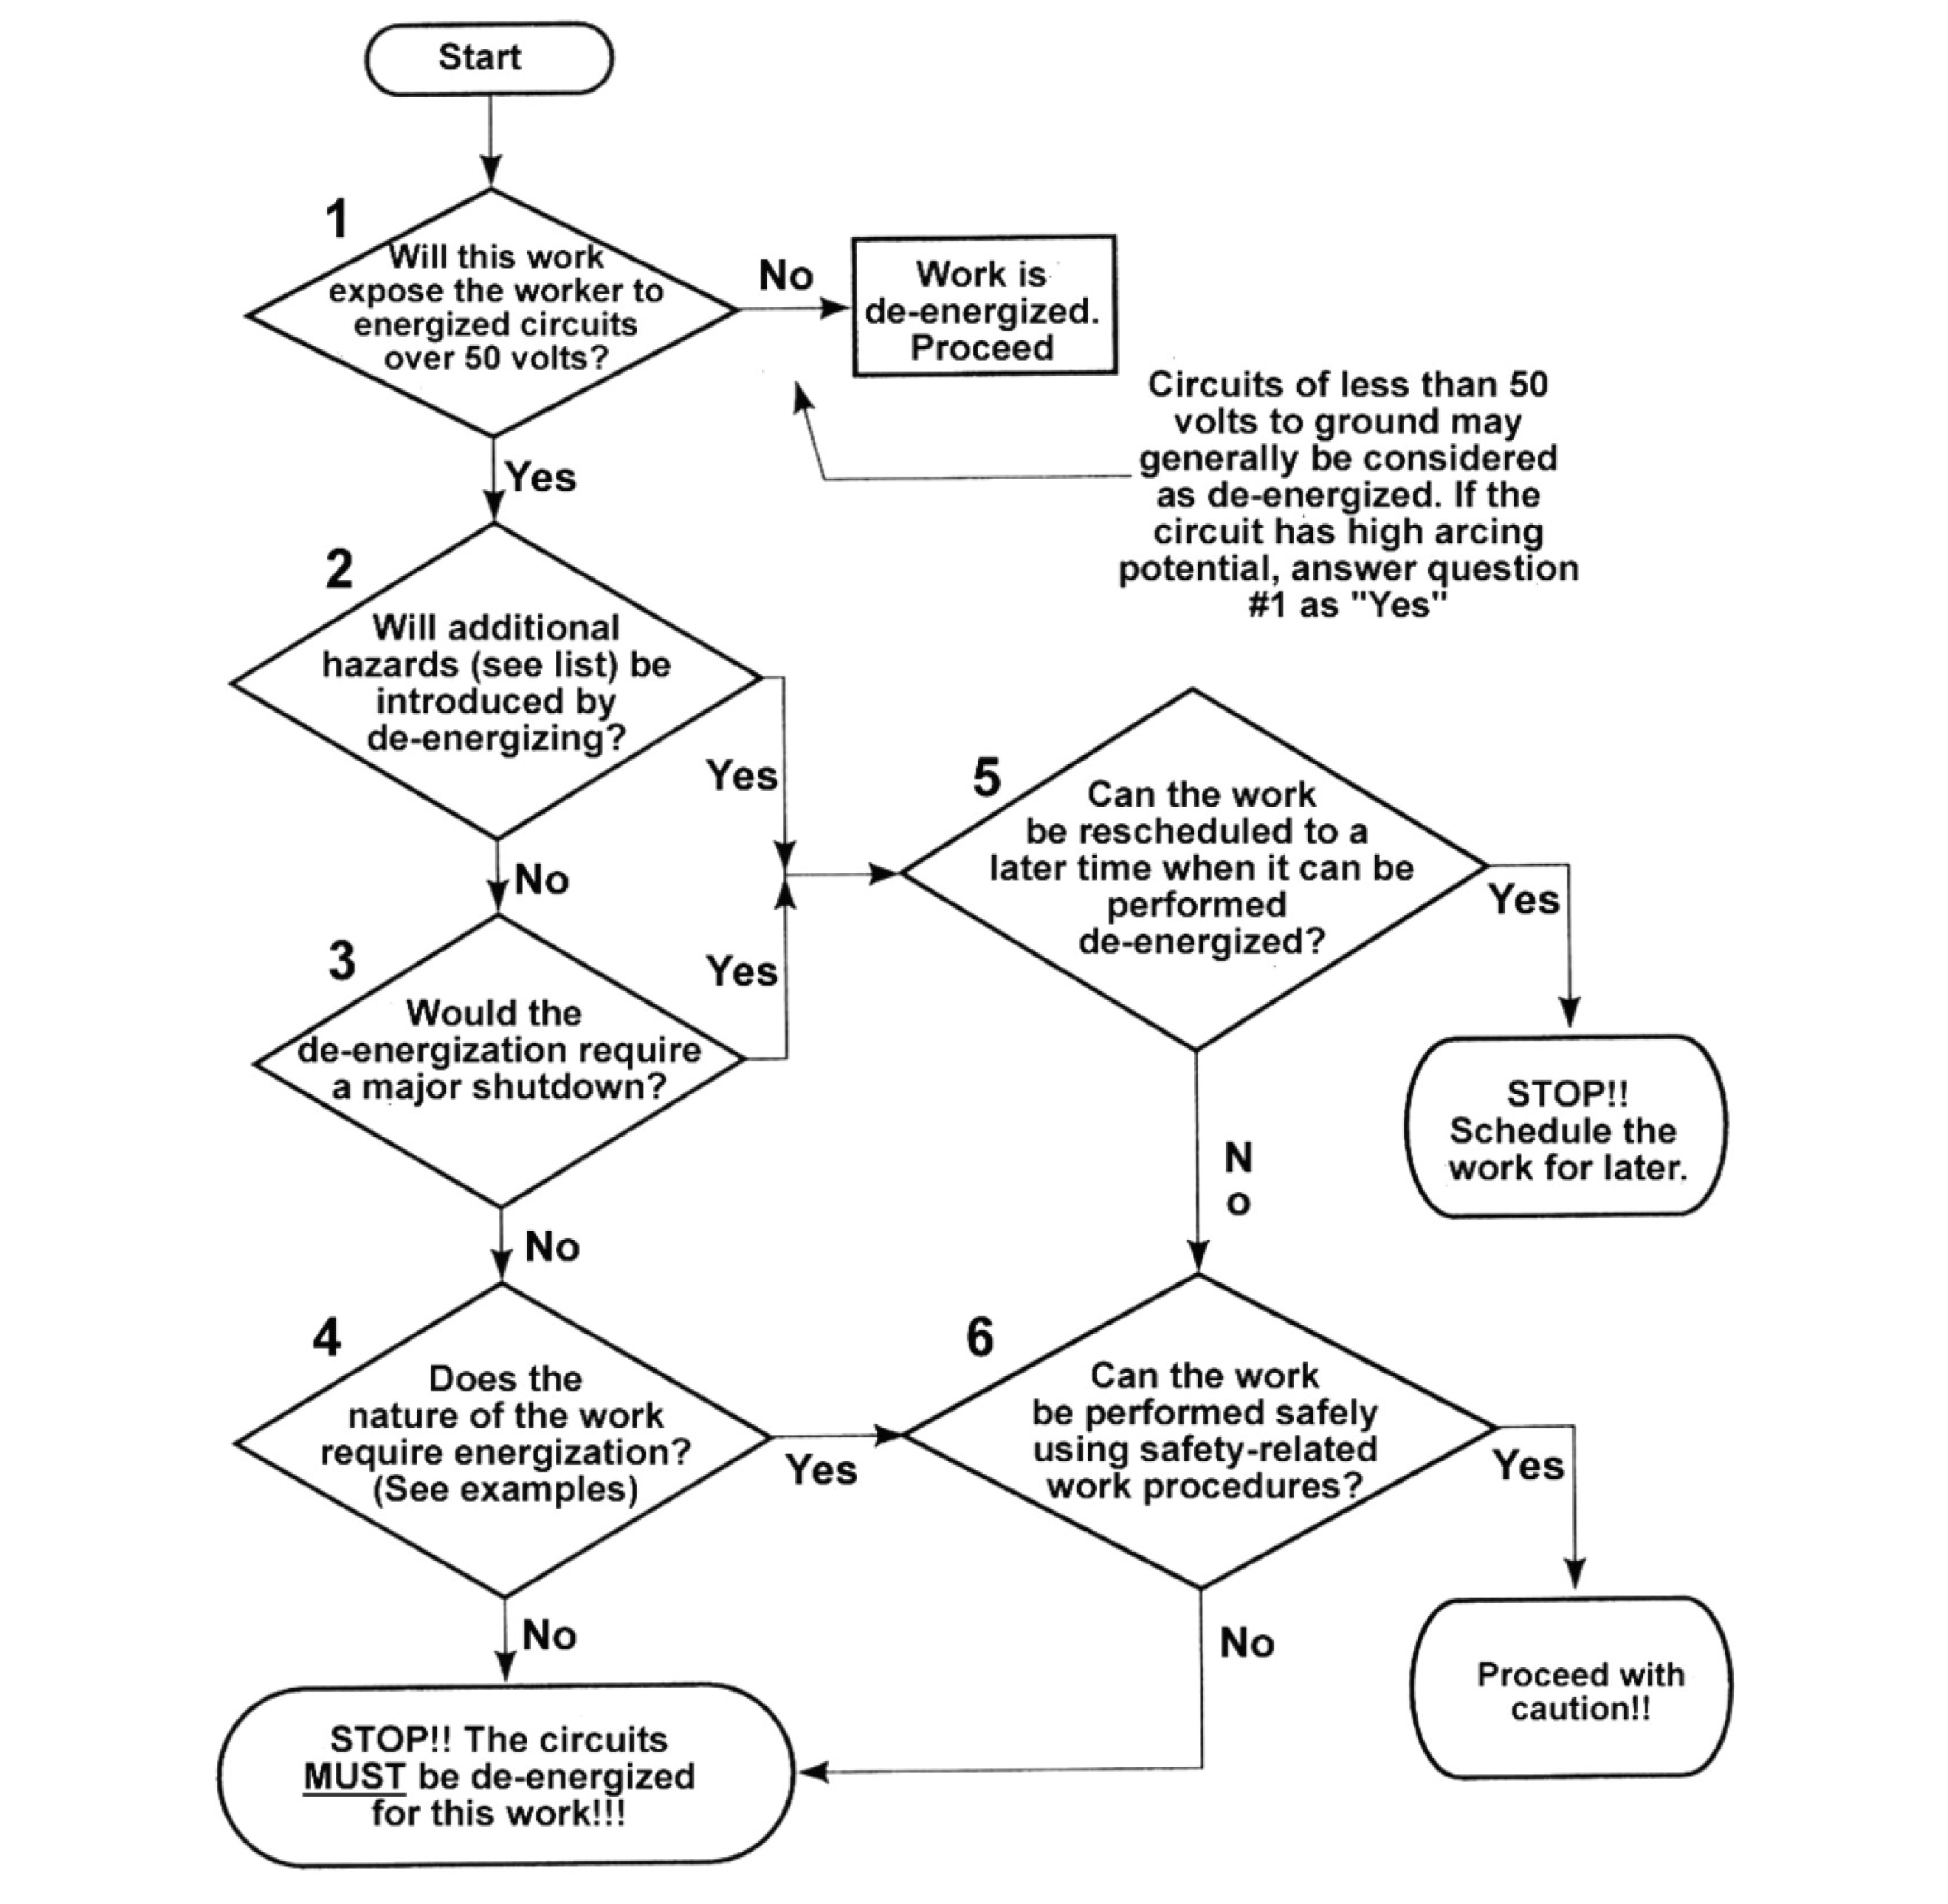 Start
1
Will this work
expose the worker to
energized circuits
over 50 volts?
No
Work is
de-energized.
Proceed
Circuits of less than 50
volts to ground may
generally be considered
as de-energized. If the
circuit has high arcing
potential, answer question
#1 as "Yes"
Yes
2
Will additional
hazards (see list) be
introduced by
de-energizing?
Yes
No
3
Would the
de-energization require
a major shutdown?
Yes
No
5
Can the work
be rescheduled to a
later time when it can be
performed
de-energized?
Yes
STOP!!
Schedule the
work for later.
N
o
4
Does the
nature of the work
require energization?
(See examples)
Yes
No
6
Can the work
be performed safely
using safety-related
work procedures?
Yes
Proceed with
caution!!
No
STOP!! The circuits
MUST be de-energized
for this work!!!